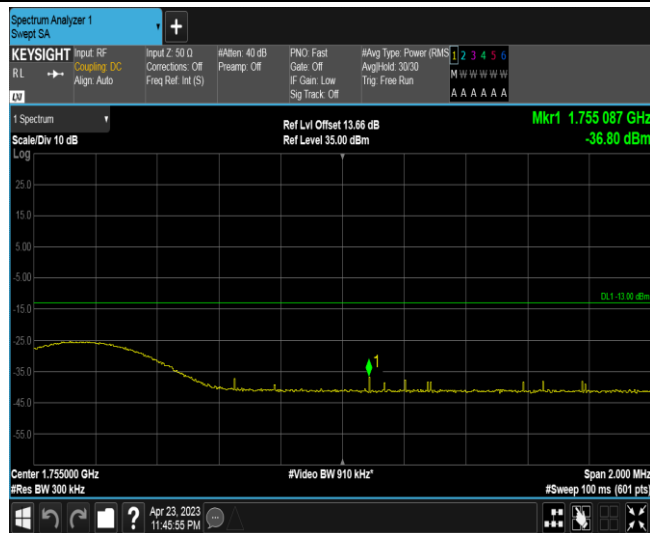 Spectrum Analyzer 1
Swept SA
+
KEYSIGHT
RL
LXI
Input: RF
Coupling: DC
Align: Auto
Input Z: 50 Ω
Corrections: Off
Freq Ref: Int (S)
#Atten: 40 dB
Preamp: Off
PNO: Fast
Gate: Off
IF Gain: Low
Sig Track: Off
#Avg Type: Power (RMS
Avg|Hold: 30/30
Trig: Free Run
1 2 3 4 5 6
M W W W W W
A A A A A A
1 Spectrum
Scale/Div 10 dB
Log
Ref Lvl Offset 13.66 dB
Ref Level 35.00 dBm
Mkr1 1.755 087 GHz
-36.80 dBm
25.0
15.0
5.00
-5.00
DL1 -13.00 dBm
-15.0
-25.0
-35.0
1
-45.0
-55.0
Center 1.755000 GHz
#Res BW 300 kHz
#Video BW 910 kHz*
Span 2.000 MHz
#Sweep 100 ms (601 pts)
?
Apr 23, 2023
11:45:55 PM